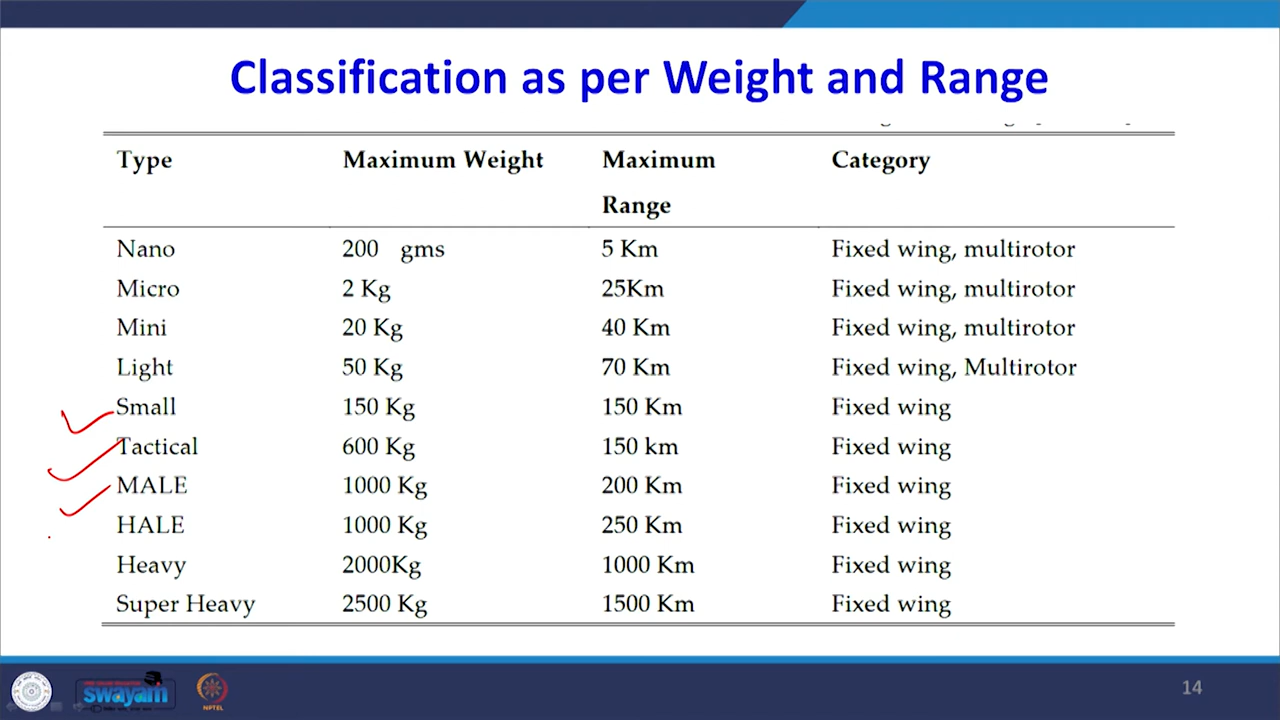 Classification as per Weight and Range
Type Maximum Weight Maximum Range Category
Nano 200 gms 5 Km Fixed wing, multirotor
Micro 2 Kg 25Km Fixed wing, multirotor
Mini 20 Kg 40 Km Fixed wing, multirotor
Light 50 Kg 70 Km Fixed wing, Multirotor
Small 150 Kg 150 Km Fixed wing
Tactical 600 Kg 150 km Fixed wing
MALE 1000 Kg 200 Km Fixed wing
HALE 1000 Kg 250 Km Fixed wing
Heavy 2000Kg 1000 Km Fixed wing
Super Heavy 2500 Kg 1500 Km Fixed wing
swayam
NPTEL
14